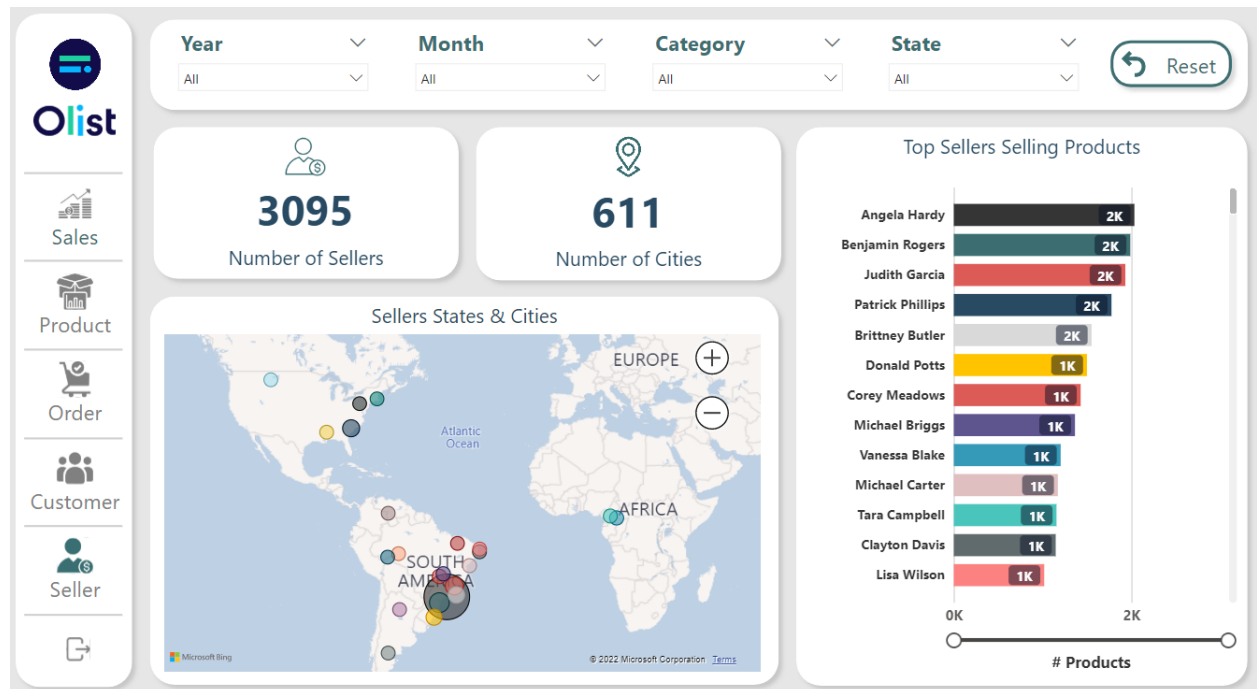 Olist
Sales
Product
Order
Customer
Seller
Year
All
Month
All
Category
All
State
All
Reset
3095
Number of Sellers
611
Number of Cities
Sellers States & Cities
EUROPE
Atlantic
Ocean
AFRICA
SOUTH
AMERICA
Microsoft Bing
© 2022 Microsoft Corporation Terms
Top Sellers Selling Products
Angela Hardy 2K
Benjamin Rogers 2K
Judith Garcia 2K
Patrick Phillips 2K
Brittney Butler 2K
Donald Potts 1K
Corey Meadows 1K
Michael Briggs 1K
Vanessa Blake 1K
Michael Carter 1K
Tara Campbell 1K
Clayton Davis 1K
Lisa Wilson 1K
0K 2K
# Products